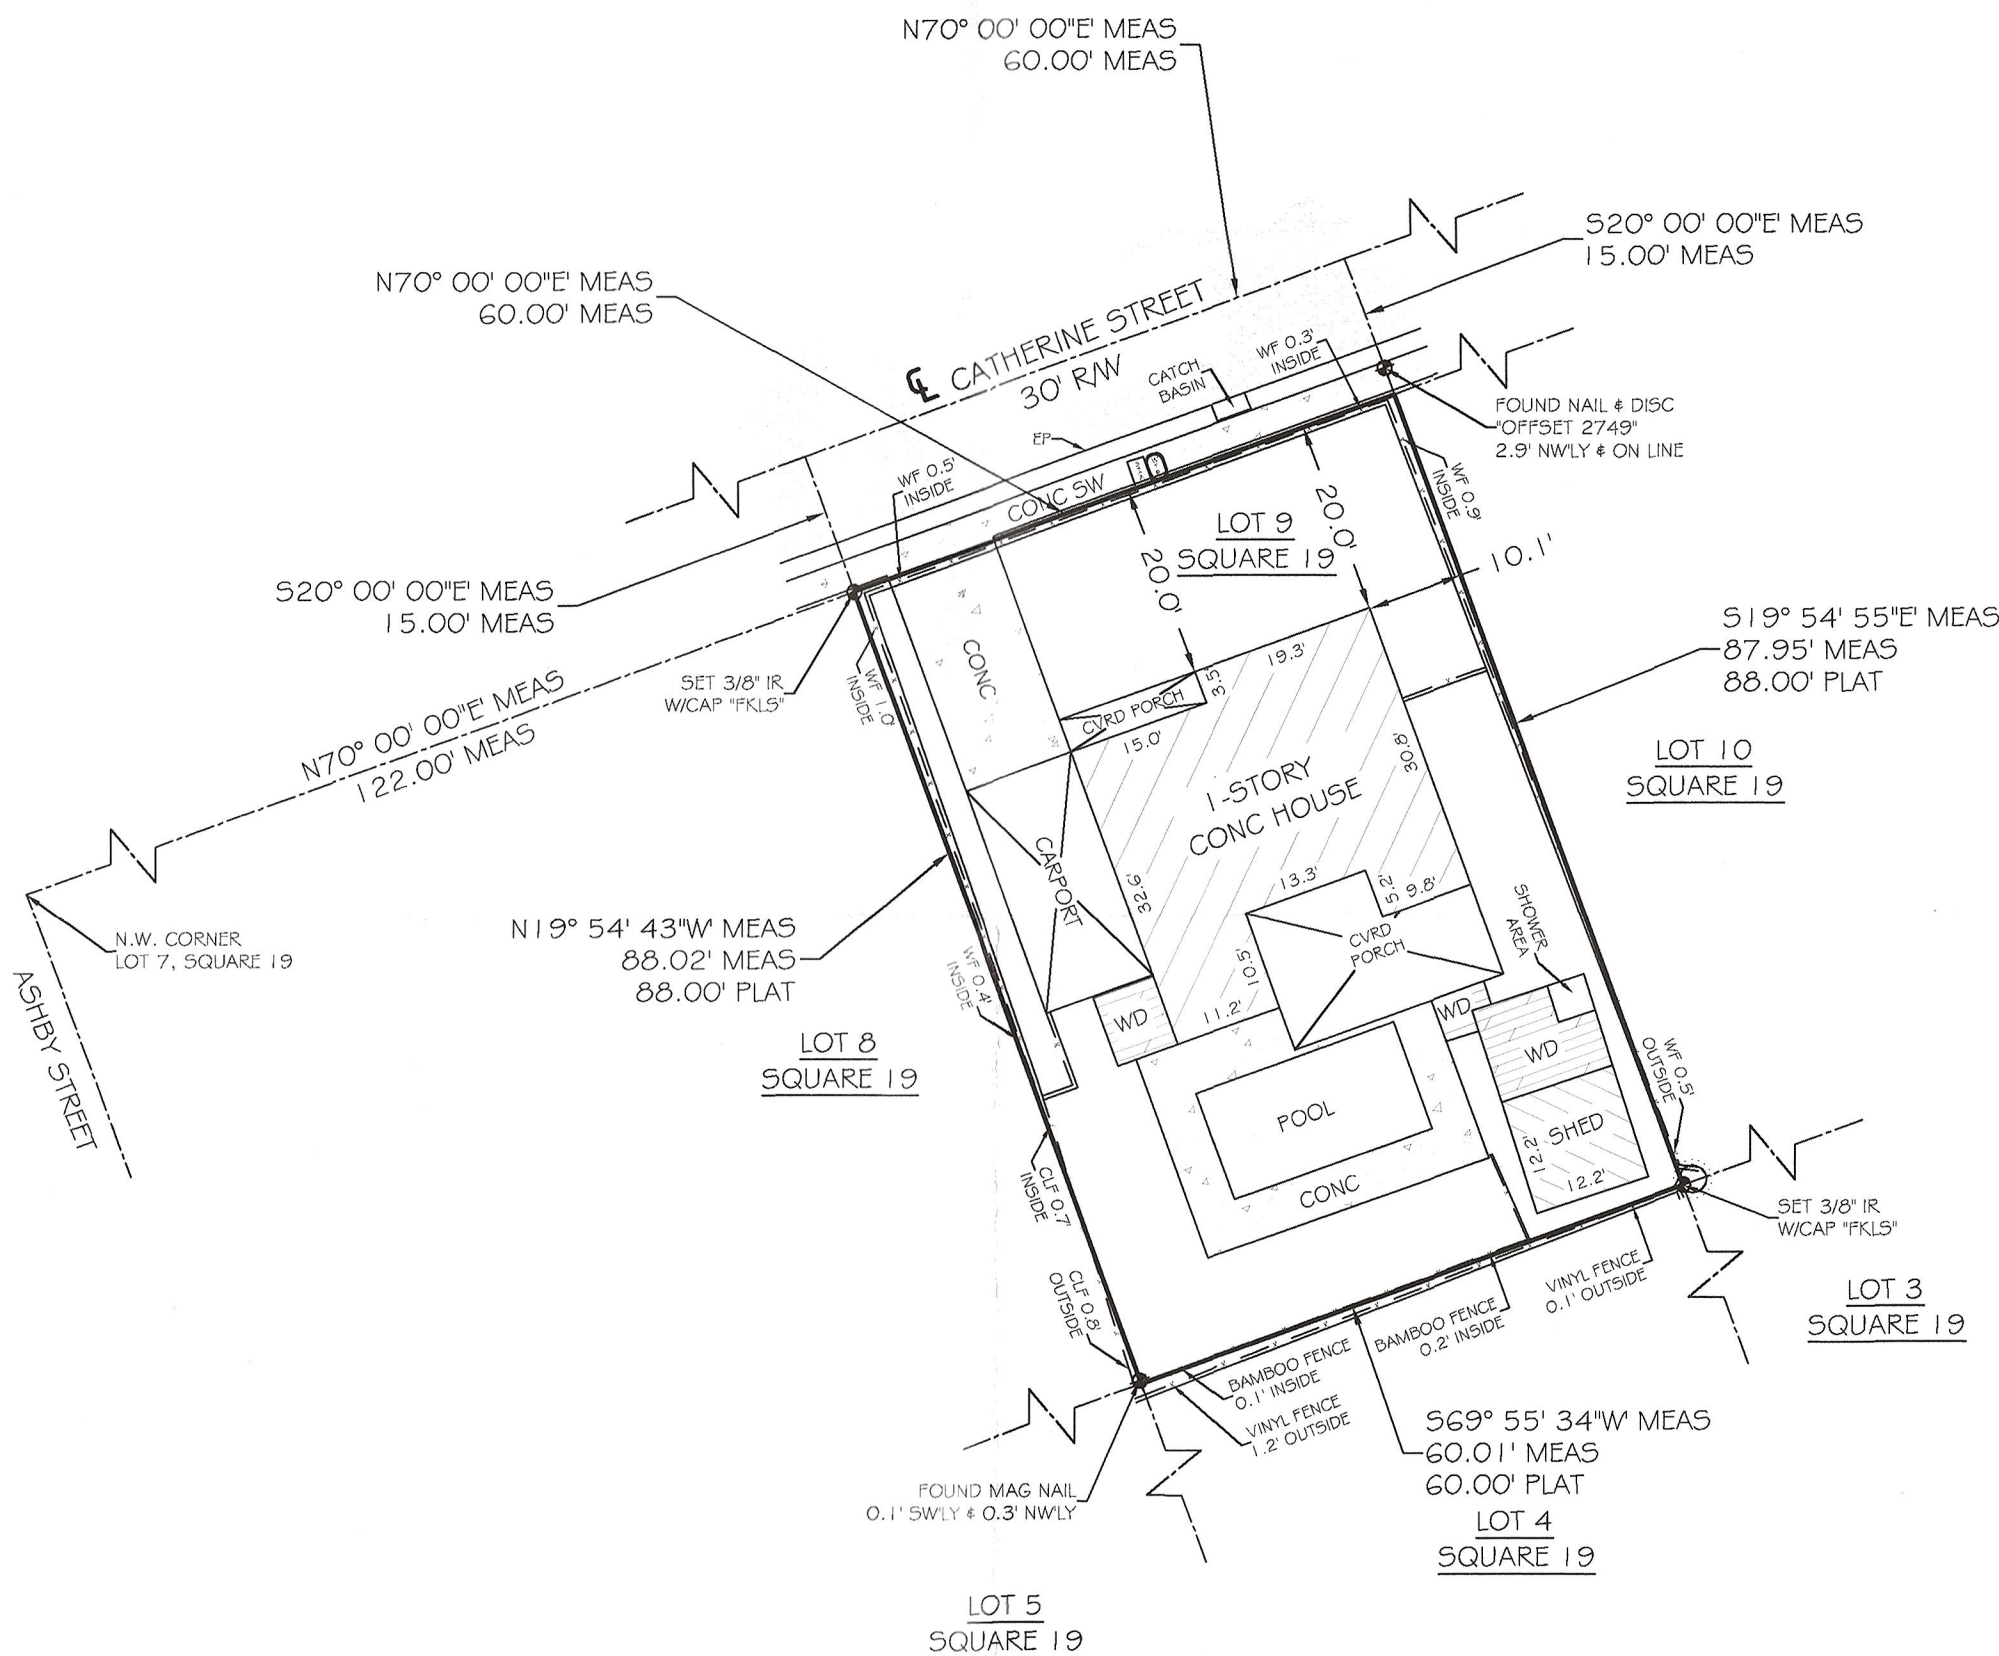 N70° 00' 00"E' MEAS
60.00' MEAS
S20° 00' 00"E' MEAS
15.00' MEAS
N70° 00' 00"E' MEAS
60.00' MEAS
℄ CATHERINE STREET
30' R/W
CATCH
BASIN
WF 0.3'
INSIDE
EP
FOUND NAIL & DISC
"OFFSET 2749"
2.9' NW'LY & ON LINE
WF 0.5'
INSIDE
CONC SW
WF 0.9'
INSIDE
LOT 9
SQUARE 19
20.0'
20.0'
10.1'
S20° 00' 00"E' MEAS
15.00' MEAS
SET 3/8" IR
W/CAP "FKLS"
WF 1.0'
INSIDE
CONC
N70° 00' 00"E' MEAS
122.00' MEAS
S19° 54' 55"E' MEAS
87.95' MEAS
88.00' PLAT
19.3'
3.5'
CVRD PORCH
15.0'
1-STORY
CONC HOUSE
30.8'
LOT 10
SQUARE 19
CARPORT
32.6'
13.3'
5.2'
6.8'
CVRD
PORCH
10.5'
11.2'
SHOWER
AREA
N.W. CORNER
LOT 7, SQUARE 19
ASHBY STREET
N19° 54' 43"W' MEAS
88.02' MEAS
88.00' PLAT
WF 0.4'
INSIDE
WD
WD
WD
WF 0.5'
OUTSIDE
LOT 8
SQUARE 19
POOL
SHED
12.2'
12.2'
CONC
CLF 0.7'
INSIDE
SET 3/8" IR
W/CAP "FKLS"
CLF 0.8'
OUTSIDE
VINYL FENCE
0.1' OUTSIDE
BAMBOO FENCE
0.2' INSIDE
BAMBOO FENCE
0.1' INSIDE
VINYL FENCE
1.2' OUTSIDE
LOT 3
SQUARE 19
S69° 55' 34"W' MEAS
60.01' MEAS
60.00' PLAT
FOUND MAG NAIL
0.1' SW'LY & 0.3' NW'LY
LOT 4
SQUARE 19
LOT 5
SQUARE 19